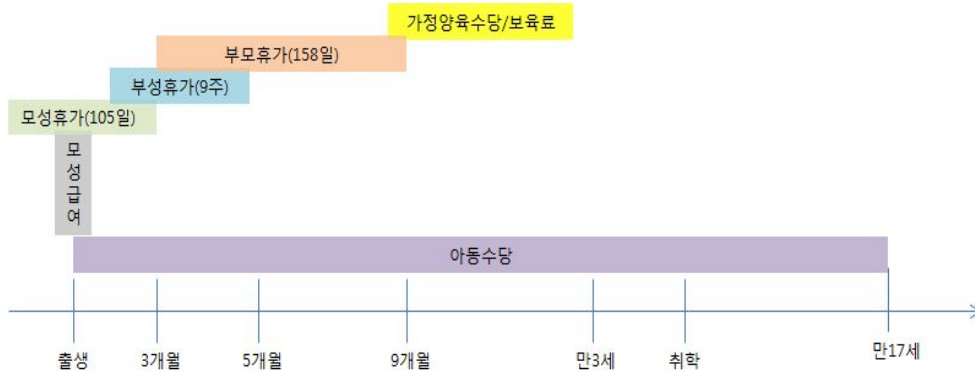 가정양육수당/보육료
부모휴가(158일)
부성휴가(9주)
모성휴가(105일)
모
성
급
여
아동수당
출생
3개월
5개월
9개월
만3세
취학
만17세